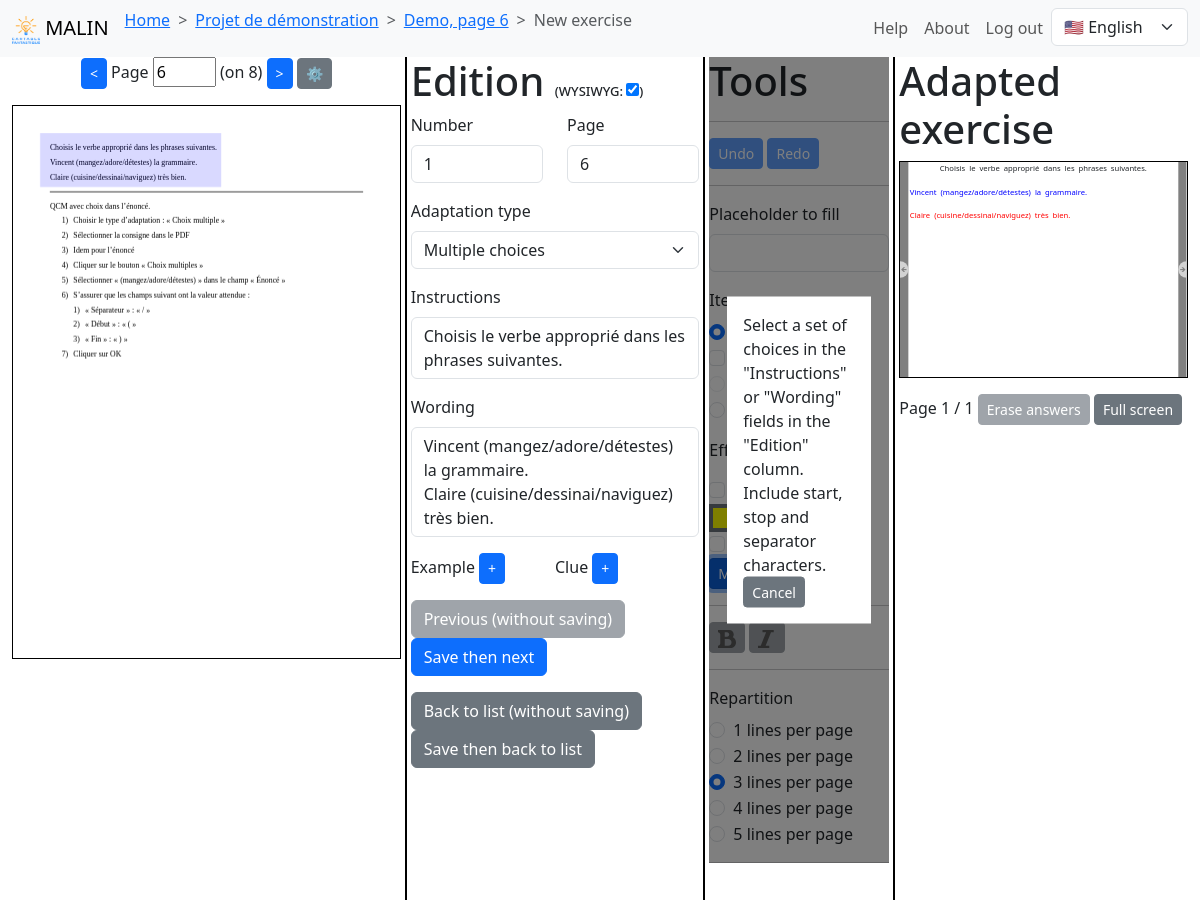 MALIN
Home > Projet de démonstration > Demo, page 6 > New exercise
Help About Log out 🇺🇸 English
< Page 6 (on 8) > ⚙️
Choisis le verbe approprié dans les phrases suivantes.
Vincent (mangez/adore/détestes) la grammaire.
Claire (cuisine/dessinai/naviguez) très bien.
QCM avec choix dans l'énoncé.
1) Choisir le type d'adaptation : « Choix multiple »
2) Sélectionner la consigne dans le PDF
3) Idem pour l'énoncé
4) Cliquer sur le bouton « Choix multiples »
5) Sélectionner « (mangez/adore/détestes) » dans le champ « Énoncé »
6) S'assurer que les champs suivant ont la valeur attendue :
1) « Séparateur » : « / »
2) « Début » : « ( »
3) « Fin » : « ) »
7) Cliquer sur OK
Edition (WYSIWYG: )
Number Page
1 6
Adaptation type
Multiple choices
Instructions
Choisis le verbe approprié dans les
phrases suivantes.
Wording
Vincent (mangez/adore/détestes)
la grammaire.
Claire (cuisine/dessinai/naviguez)
très bien.
Example + Clue +
Previous (without saving)
Save then next
Back to list (without saving)
Save then back to list
Tools
Undo Redo
Placeholder to fill
Ite
Eff
M
Select a set of
choices in the
"Instructions"
or "Wording"
fields in the
"Edition"
column.
Include start,
stop and
separator
characters.
Cancel
B I
Repartition
1 lines per page
2 lines per page
3 lines per page
4 lines per page
5 lines per page
Adapted
exercise
Choisis le verbe approprié dans les phrases suivantes.
Vincent (mangez/adore/détestes) la grammaire.
Claire (cuisine/dessinai/naviguez) très bien.
Page 1 / 1 Erase answers Full screen